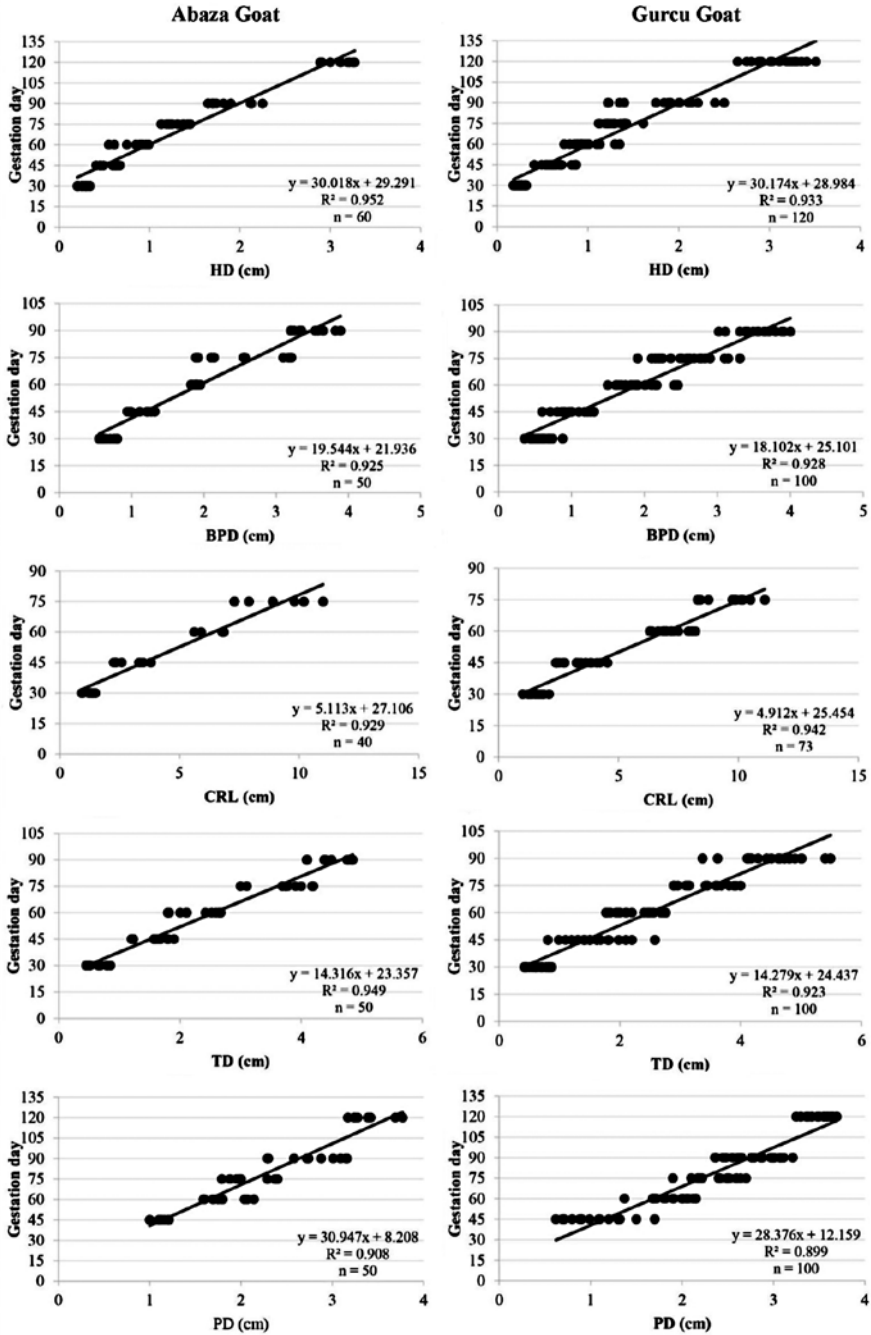 Abaza Goat
Gurcu Goat
135
120
105
90
75
60
45
30
15
0
Gestation day
y = 30.018x + 29.291
R² = 0.952
n = 60
0 1 2 3 4
HD (cm)
135
120
105
90
75
60
45
30
15
0
Gestation day
y = 30.174x + 28.984
R² = 0.933
n = 120
0 1 2 3 4
HD (cm)
105
90
75
60
45
30
15
0
Gestation day
y = 19.544x + 21.936
R² = 0.925
n = 50
0 1 2 3 4 5
BPD (cm)
105
90
75
60
45
30
15
0
Gestation day
y = 18.102x + 25.101
R² = 0.928
n = 100
0 1 2 3 4 5
BPD (cm)
90
75
60
45
30
15
0
Gestation day
y = 5.113x + 27.106
R² = 0.929
n = 40
0 5 10 15
CRL (cm)
90
75
60
45
30
15
0
Gestation day
y = 4.912x + 25.454
R² = 0.942
n = 73
0 5 10 15
CRL (cm)
105
90
75
60
45
30
15
0
Gestation day
y = 14.316x + 23.357
R² = 0.949
n = 50
0 2 4 6
TD (cm)
105
90
75
60
45
30
15
0
Gestation day
y = 14.279x + 24.437
R² = 0.923
n = 100
0 2 4 6
TD (cm)
135
120
105
90
75
60
45
30
15
0
Gestation day
y = 30.947x + 8.208
R² = 0.908
n = 50
0 1 2 3 4
PD (cm)
135
120
105
90
75
60
45
30
15
0
Gestation day
y = 28.376x + 12.159
R² = 0.899
n = 100
0 1 2 3 4
PD (cm)